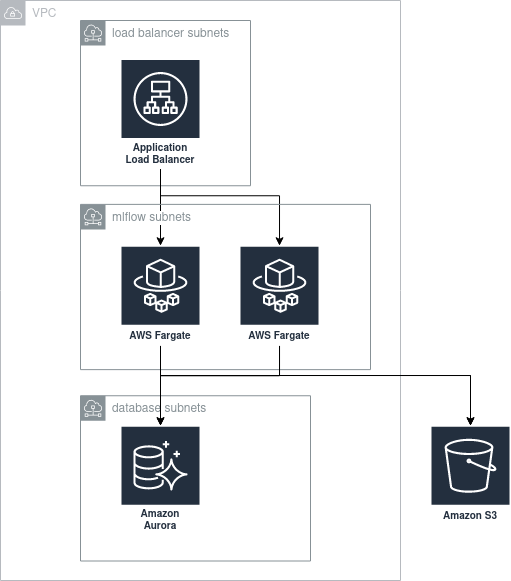 VPC
load balancer subnets
Application
Load Balancer
mlflow subnets
AWS Fargate
AWS Fargate
database subnets
Amazon
Aurora
Amazon S3